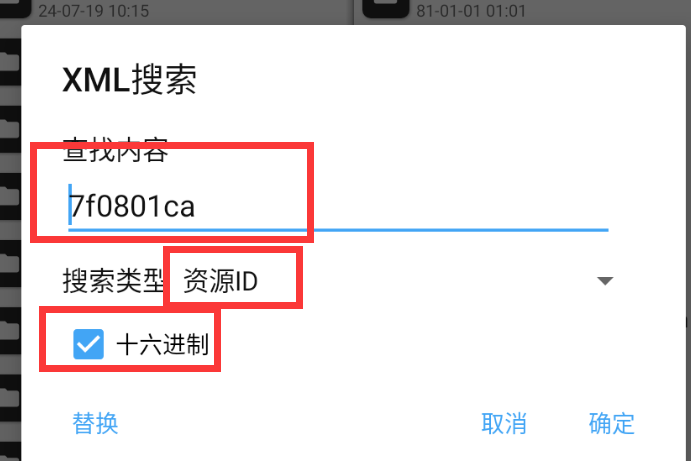 24-07-19 10:15
81-01-01 01:01
XML搜索
查找内容
7f0801ca
搜索类型 资源ID
十六进制
替换 取消 确定